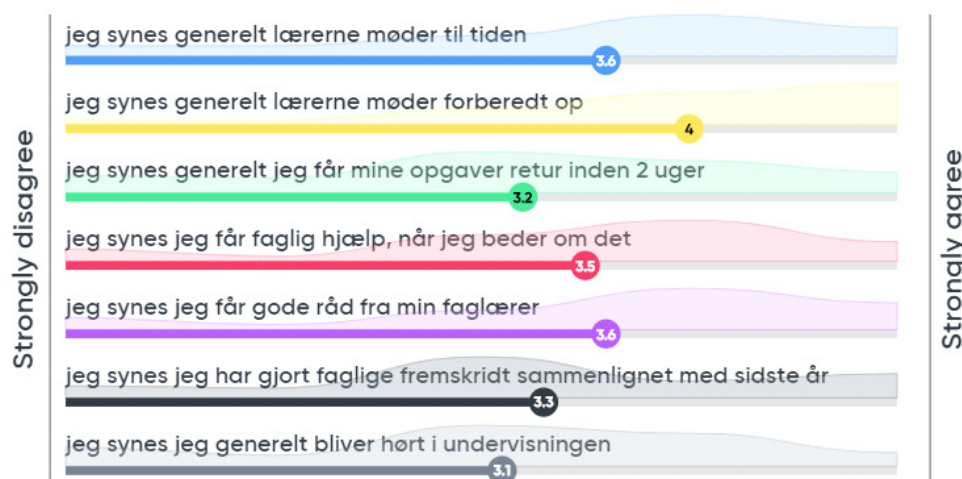 jeg synes generelt lærerne møder til tiden
3.6
jeg synes generelt lærerne møder forberedt op
4
jeg synes generelt jeg får mine opgaver retur inden 2 uger
3.2
jeg synes jeg får faglig hjælp, når jeg beder om det
3.5
jeg synes jeg får gode råd fra min faglærer
3.6
jeg synes jeg har gjort faglige fremskridt sammenlignet med sidste år
3.3
jeg synes jeg generelt bliver hørt i undervisningen
3.1
Strongly disagree
Strongly agree